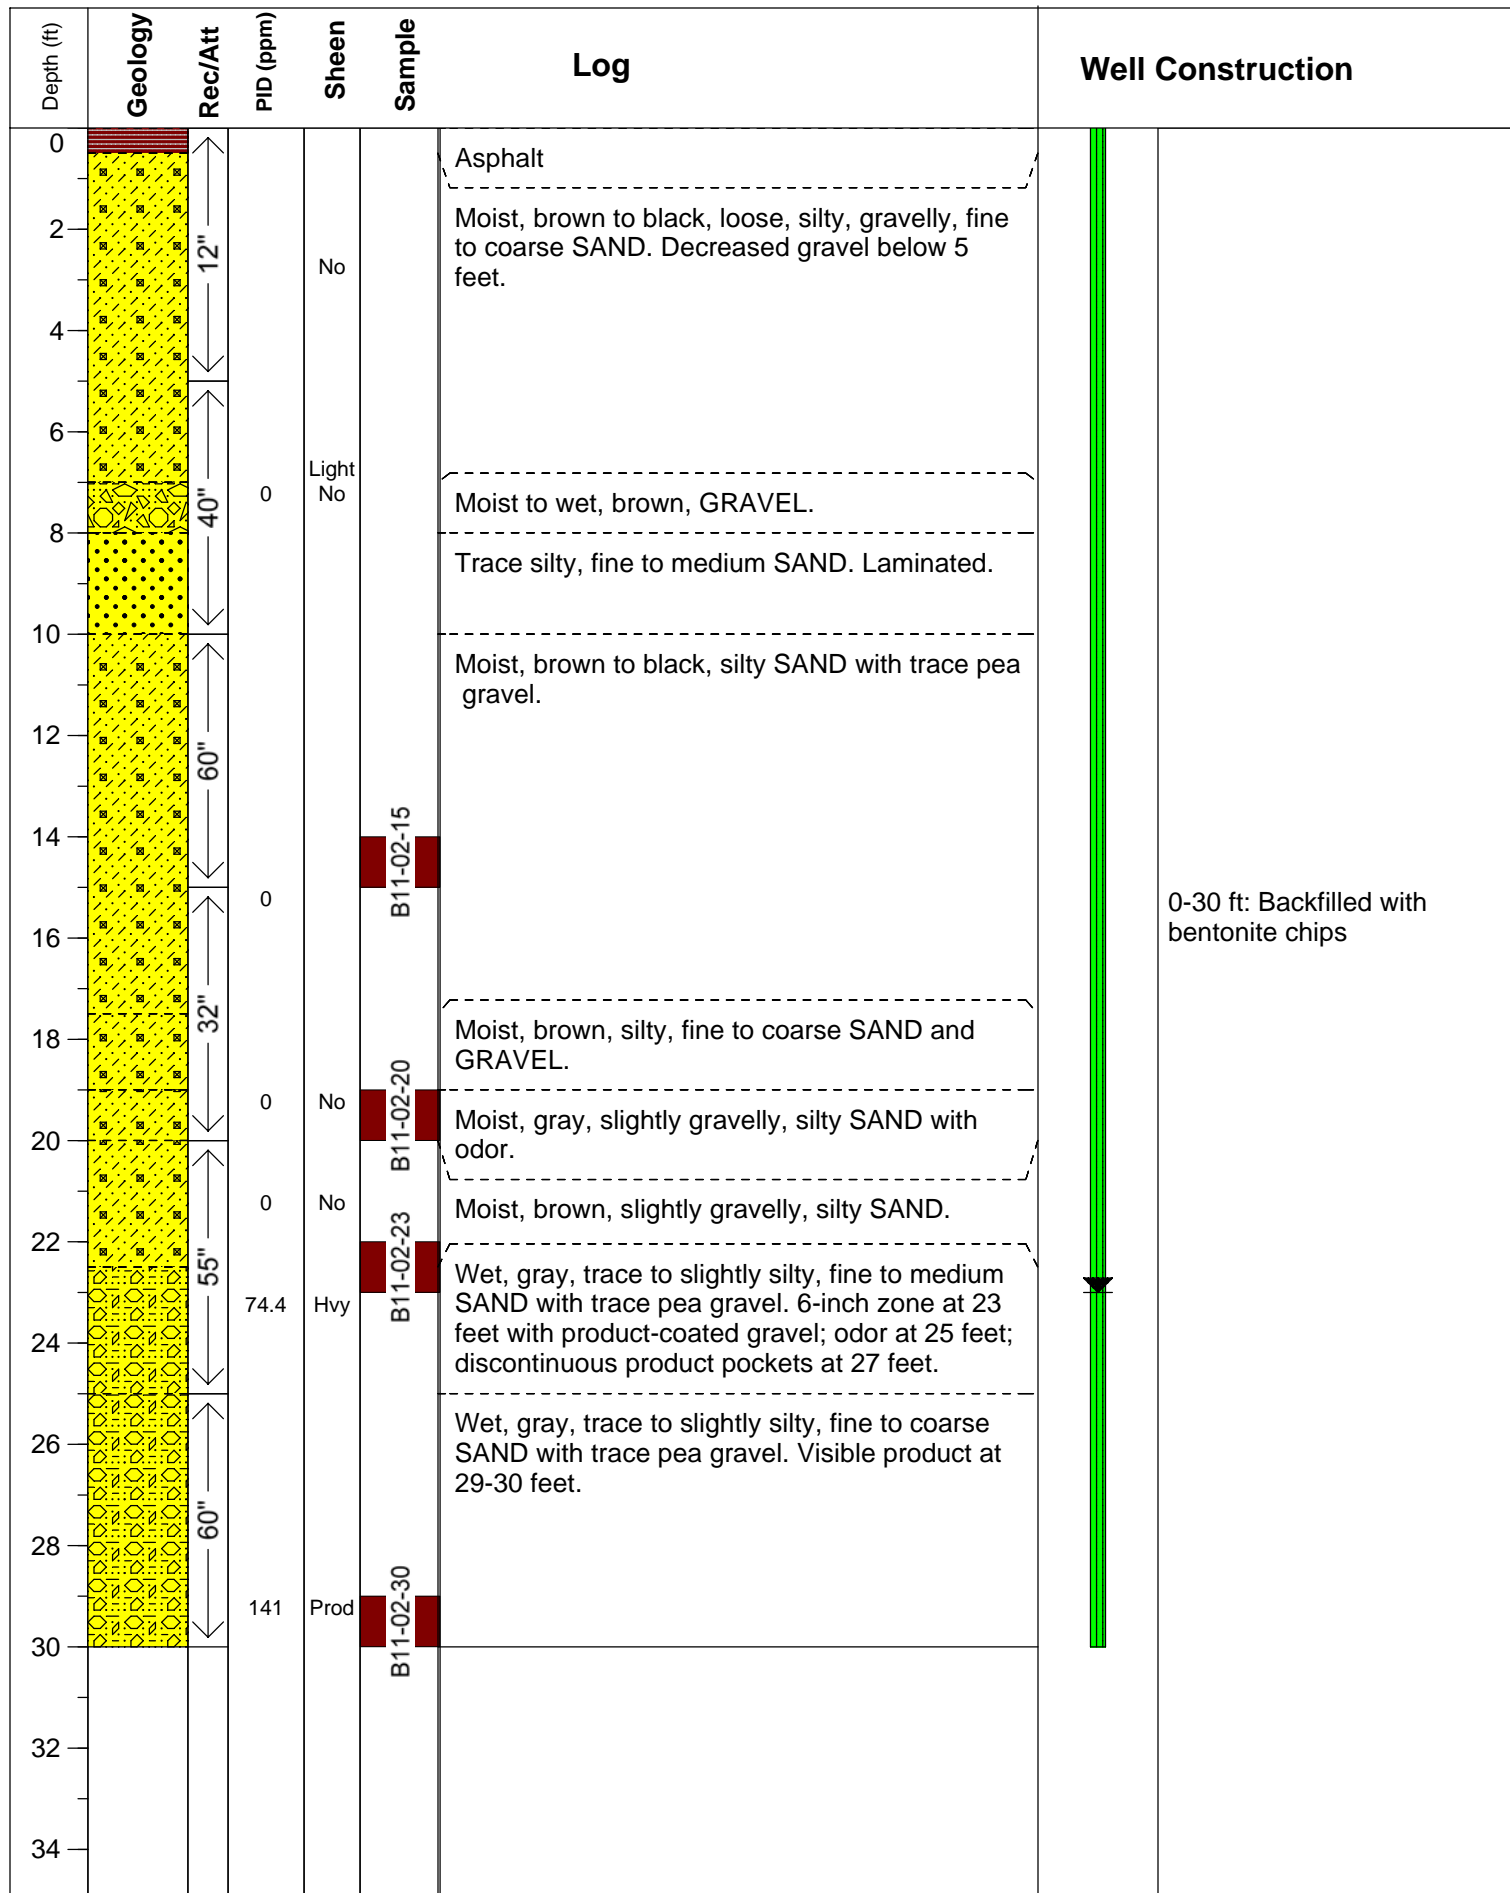 Depth (ft)
Geology
Rec/Att
PID (ppm)
Sheen
Sample
Log
Well Construction
0
2
4
6
8
10
12
14
16
18
20
22
24
26
28
30
32
34
12"
40"
60"
32"
55"
60"
0
0
0
0
74.4
141
No
Light
No
No
No
Hvy
Prod
B11-02-15
B11-02-20
B11-02-23
B11-02-30
Asphalt
Moist, brown to black, loose, silty, gravelly, fine
to coarse SAND. Decreased gravel below 5
feet.
Moist to wet, brown, GRAVEL.
Trace silty, fine to medium SAND. Laminated.
Moist, brown to black, silty SAND with trace pea
gravel.
Moist, brown, silty, fine to coarse SAND and
GRAVEL.
Moist, gray, slightly gravelly, silty SAND with
odor.
Moist, brown, slightly gravelly, silty SAND.
Wet, gray, trace to slightly silty, fine to medium
SAND with trace pea gravel. 6-inch zone at 23
feet with product-coated gravel; odor at 25 feet;
discontinuous product pockets at 27 feet.
Wet, gray, trace to slightly silty, fine to coarse
SAND with trace pea gravel. Visible product at
29-30 feet.
0-30 ft: Backfilled with
bentonite chips